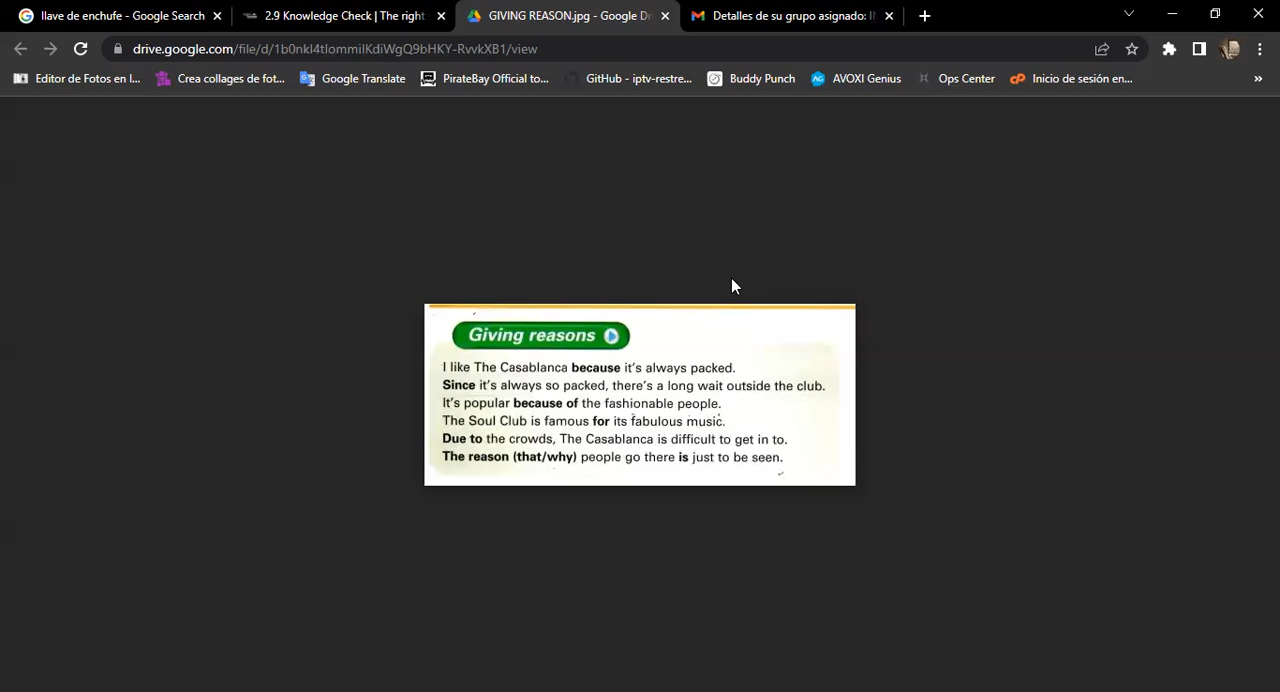 llave de enchufe - Google Search
2.9 Knowledge Check | The right
GIVING REASON.jpg - Google Dr
Detalles de su grupo asignado: I
drive.google.com/file/d/1b0nkl4tIommiIKdiWgQ9bHKY-RvvkXB1/view
Editor de Fotos en l...
Crea collages de fot...
Google Translate
PirateBay Official to...
GitHub - iptv-restre...
Buddy Punch
AVOXI Genius
Ops Center
Inicio de sesión en...
»
Giving reasons
I like The Casablanca because it's always packed.
Since it's always so packed, there's a long wait outside the club.
It's popular because of the fashionable people.
The Soul Club is famous for its fabulous music.
Due to the crowds, The Casablanca is difficult to get in to.
The reason (that/why) people go there is just to be seen.